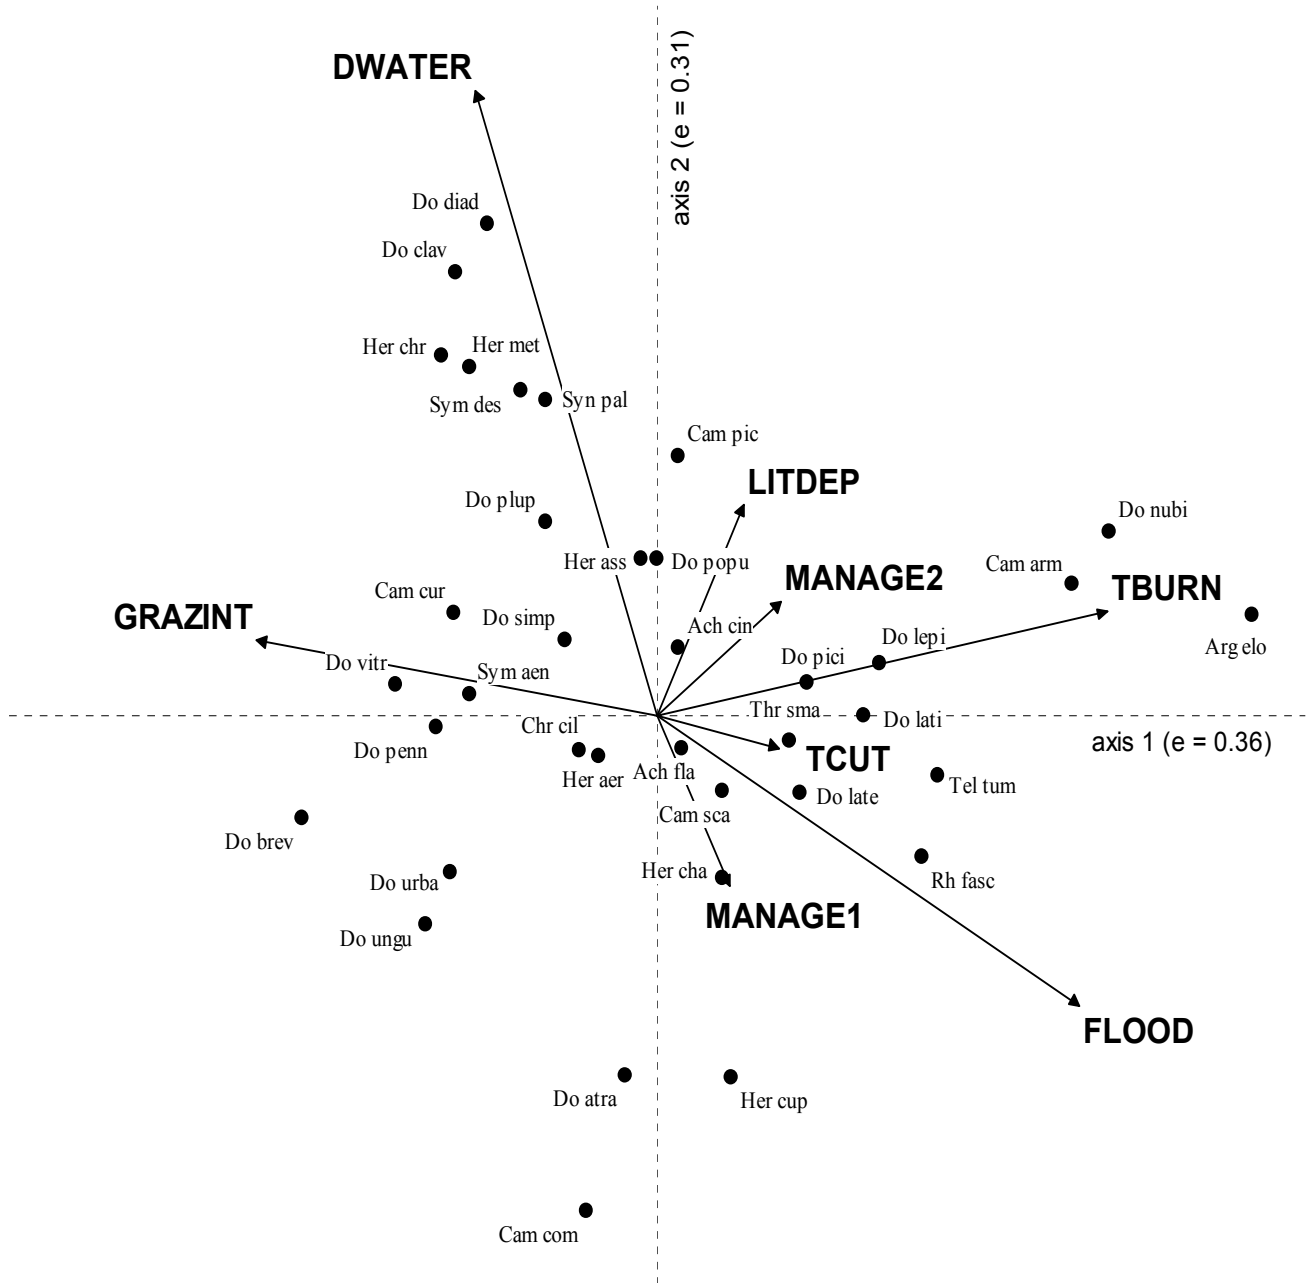 DWATER
axis 2 (e = 0.31)
Do diad
Do clav
Her chr
Her met
Sym des
Syn pal
Cam pic
LITDEP
Do plup
Do nubi
Her ass
Do popu
Cam arm
MANAGE2
TBURN
Cam cur
GRAZINT
Do simp
Ach cin
Do lepi
Arg elo
Do vitr
Sym aen
Do pici
Thr sma
Do lati
Chr cil
axis 1 (e = 0.36)
Do penn
Her aer
Ach fla
TCUT
Tel tum
Do late
Cam sca
Do brev
Her cha
Do urba
Rh fasc
MANAGE1
Do ungu
FLOOD
Do atra
Her cup
Cam com